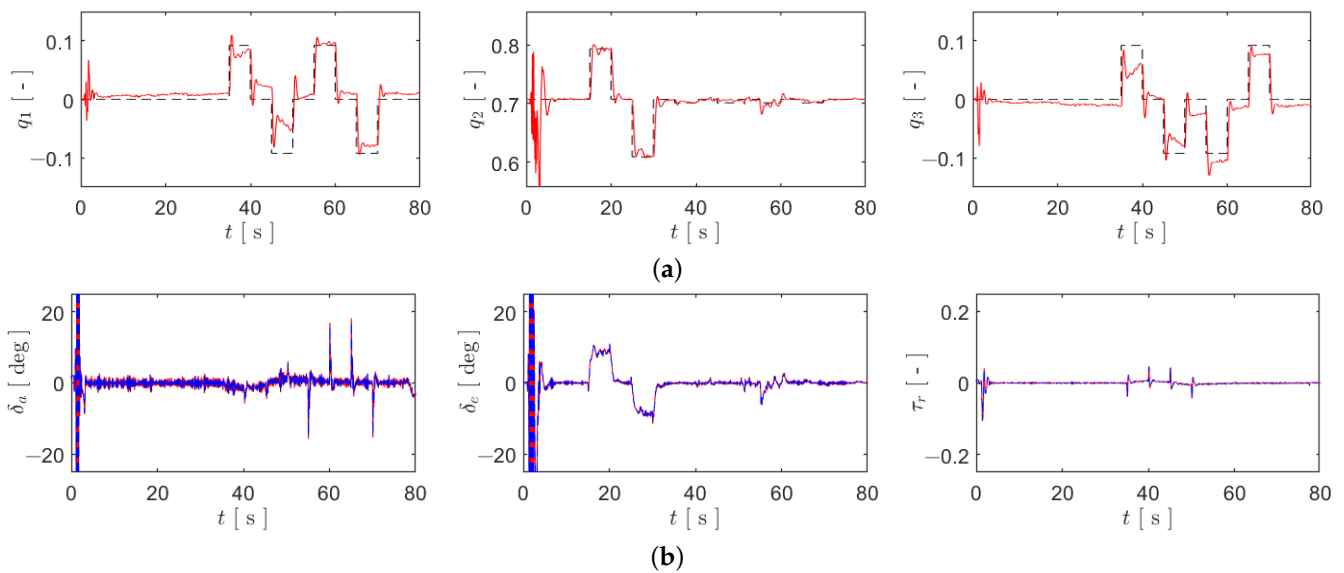 0.1
0
−0.1
q1 [ - ]
0 20 40 60 80
t [ s ]
0.8
0.7
0.6
q2 [ - ]
0 20 40 60 80
t [ s ]
0.1
0
−0.1
q3 [ - ]
0 20 40 60 80
t [ s ]
(a)
20
0
−20
δa [ deg ]
0 20 40 60 80
t [ s ]
20
0
−20
δe [ deg ]
0 20 40 60 80
t [ s ]
0.2
0
−0.2
τr [ - ]
0 20 40 60 80
t [ s ]
(b)